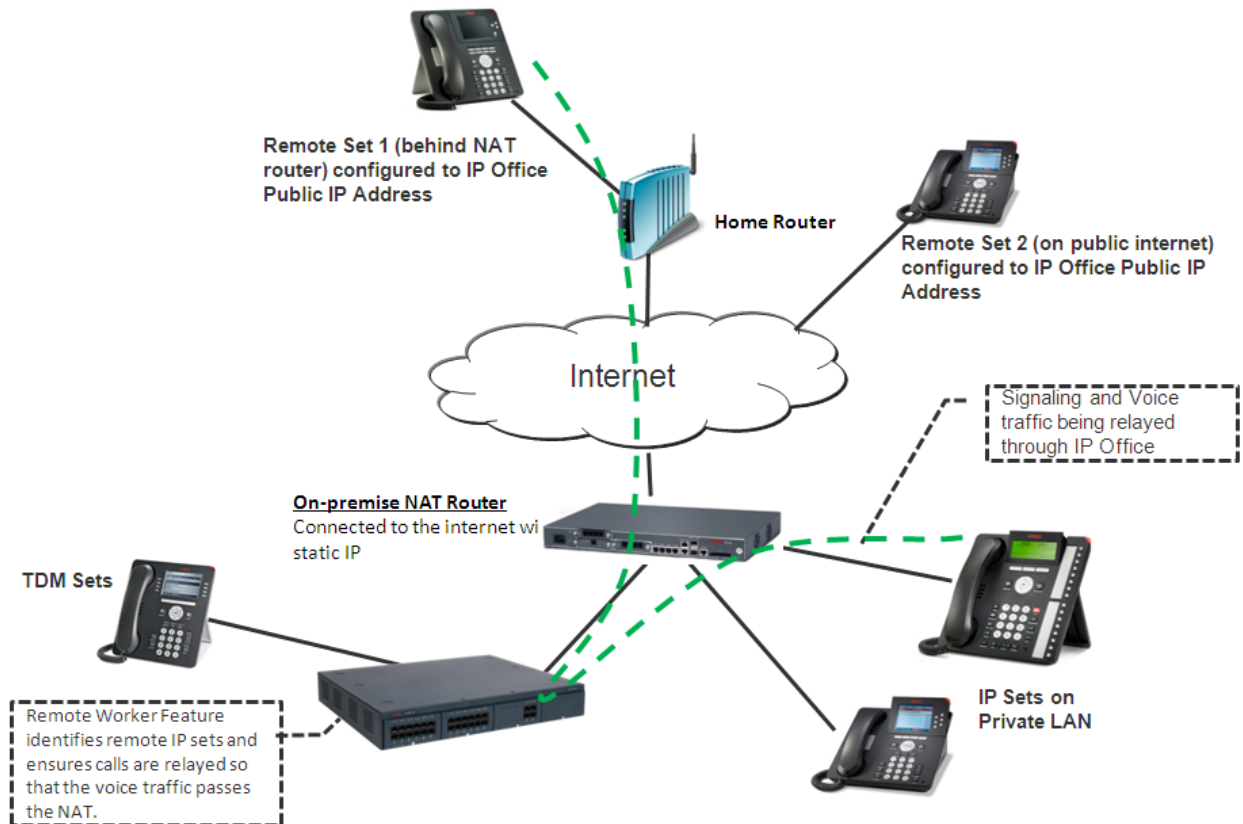 Remote Set 1 (behind NAT
router) configured to IP Office
Public IP Address
Home Router
Remote Set 2 (on public internet)
configured to IP Office Public IP
Address
Internet
Signaling and Voice
traffic being relayed
through IP Office
On-premise NAT Router
Connected to the internet wi
static IP
TDM Sets
IP Sets on
Private LAN
Remote Worker Feature
identifies remote IP sets and
ensures calls are relayed so
that the voice traffic passes
the NAT.